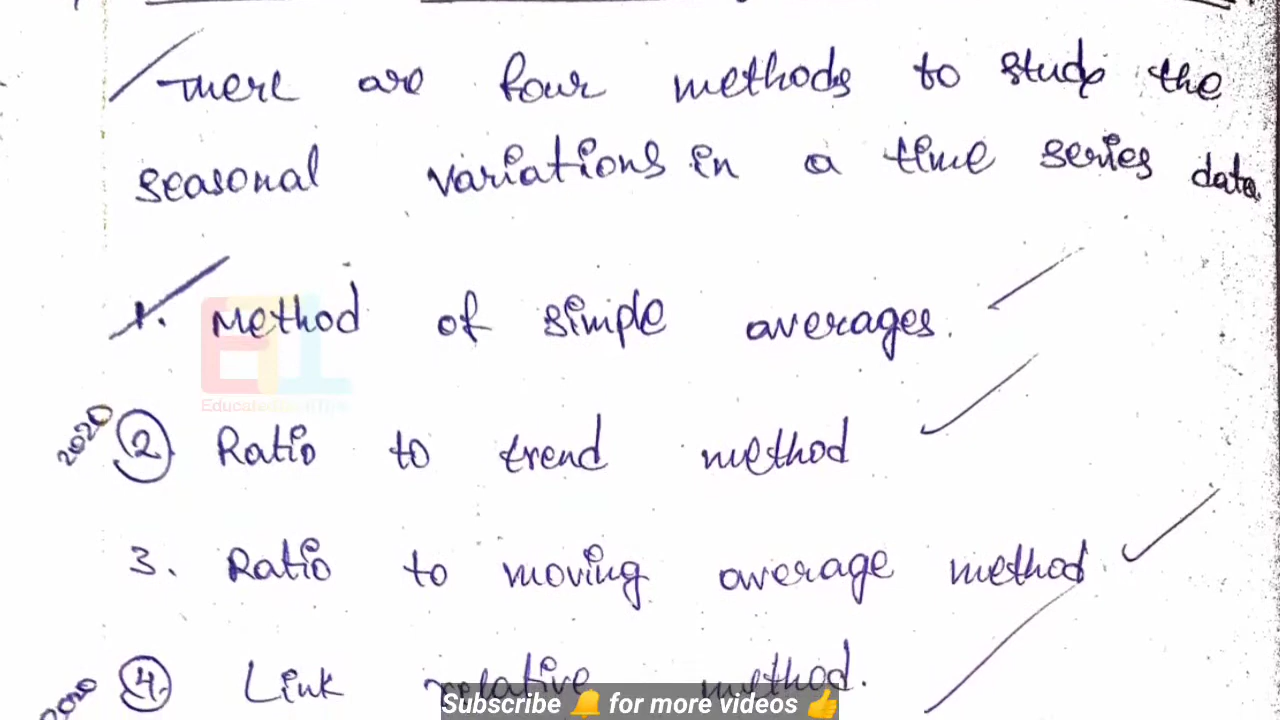 There are four methods to study the
seasonal variations in a time series data.
1. Method of simple averages.
2020 2 Ratio to trend method
3. Ratio to moving average method
2020 4. Link relative method.
Subscribe 🔔 for more videos 👍